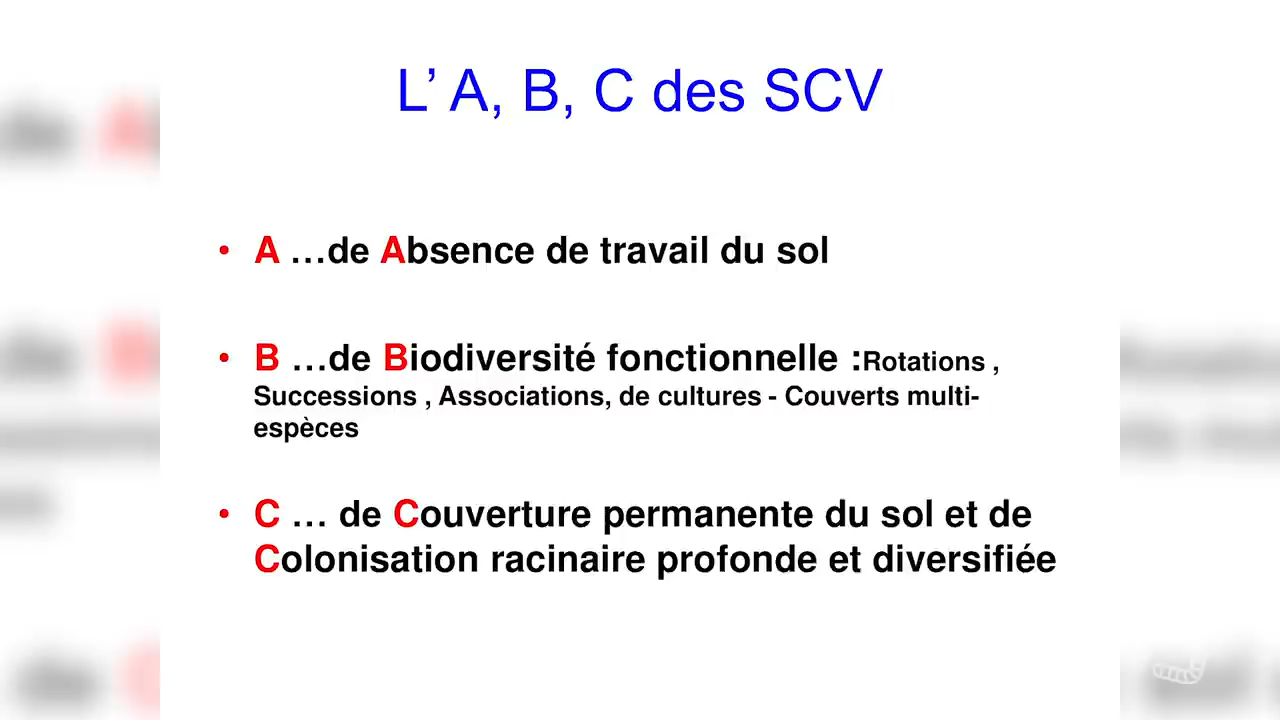 L’ A, B, C des SCV
• A …de Absence de travail du sol
• B …de Biodiversité fonctionnelle :Rotations ,
Successions , Associations, de cultures - Couverts multi-
espèces
• C … de Couverture permanente du sol et de
Colonisation racinaire profonde et diversifiée